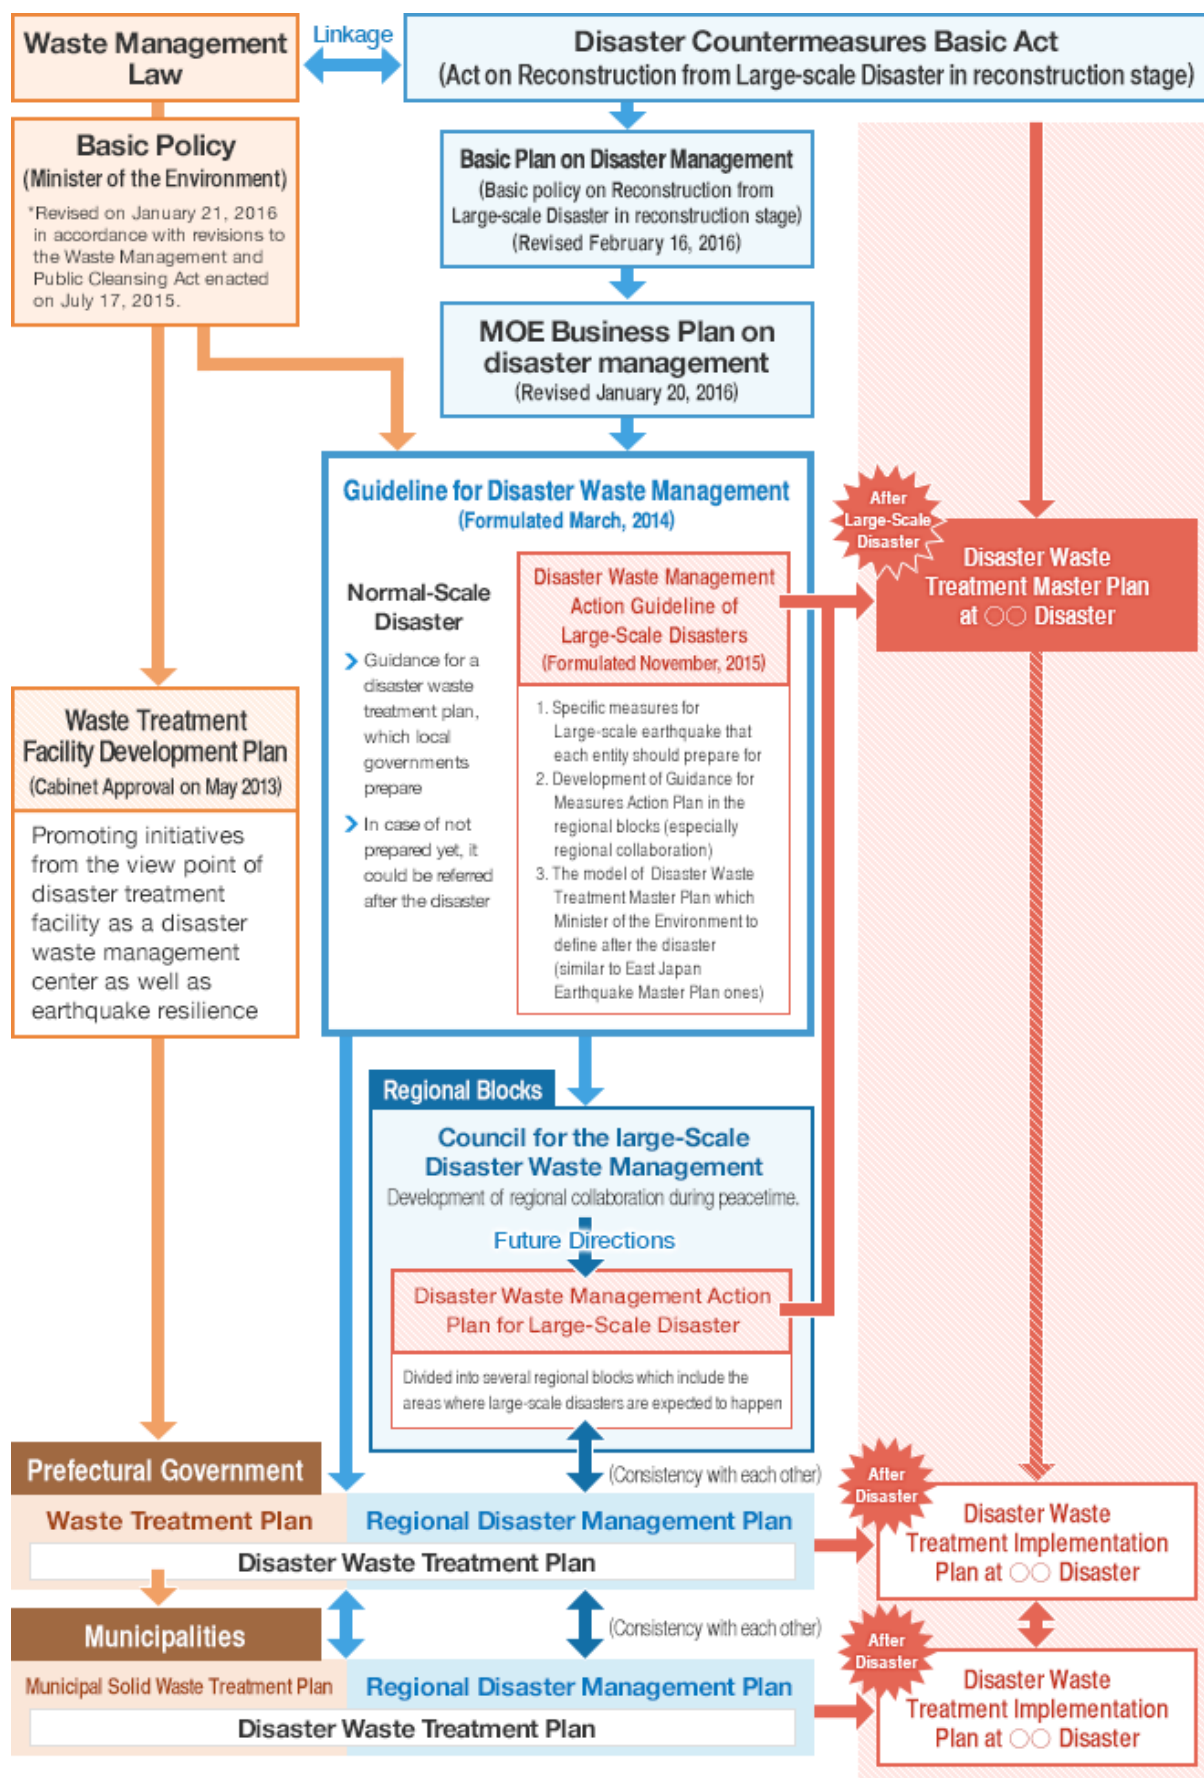 Waste Management
Law
Linkage
Disaster Countermeasures Basic Act
(Act on Reconstruction from Large-scale Disaster in reconstruction stage)
Basic Policy
(Minister of the Environment)
*Revised on January 21, 2016
in accordance with revisions to
the Waste Management and
Public Cleansing Act enacted
on July 17, 2015.
Basic Plan on Disaster Management
(Basic policy on Reconstruction from
Large-scale Disaster in reconstruction stage)
(Revised February 16, 2016)
MOE Business Plan on
disaster management
(Revised January 20, 2016)
Guideline for Disaster Waste Management
(Formulated March, 2014)
Normal-Scale
Disaster
Guidance for a
disaster waste
treatment plan,
which local
governments
prepare
In case of not
prepared yet, it
could be referred
after the disaster
Disaster Waste Management
Action Guideline of
Large-Scale Disasters
(Formulated November, 2015)
1. Specific measures for
Large-scale earthquake that
each entity should prepare for
2. Development of Guidance for
Measures Action Plan in the
regional blocks (especially
regional collaboration)
3. The model of Disaster Waste
Treatment Master Plan which
Minister of the Environment to
define after the disaster
(similar to East Japan
Earthquake Master Plan ones)
After
Large-Scale
Disaster
Disaster Waste
Treatment Master Plan
at ○○ Disaster
Waste Treatment
Facility Development Plan
(Cabinet Approval on May 2013)
Promoting initiatives
from the view point of
disaster treatment
facility as a disaster
waste management
center as well as
earthquake resilience
Regional Blocks
Council for the large-Scale
Disaster Waste Management
Development of regional collaboration during peacetime.
Future Directions
Disaster Waste Management Action
Plan for Large-Scale Disaster
Divided into several regional blocks which include the
areas where large-scale disasters are expected to happen
Prefectural Government
(Consistency with each other)
Waste Treatment Plan
Regional Disaster Management Plan
Disaster Waste Treatment Plan
After
Disaster
Disaster Waste
Treatment Implementation
Plan at ○○ Disaster
Municipalities
(Consistency with each other)
Municipal Solid Waste Treatment Plan
Regional Disaster Management Plan
Disaster Waste Treatment Plan
After
Disaster
Disaster Waste
Treatment Implementation
Plan at ○○ Disaster